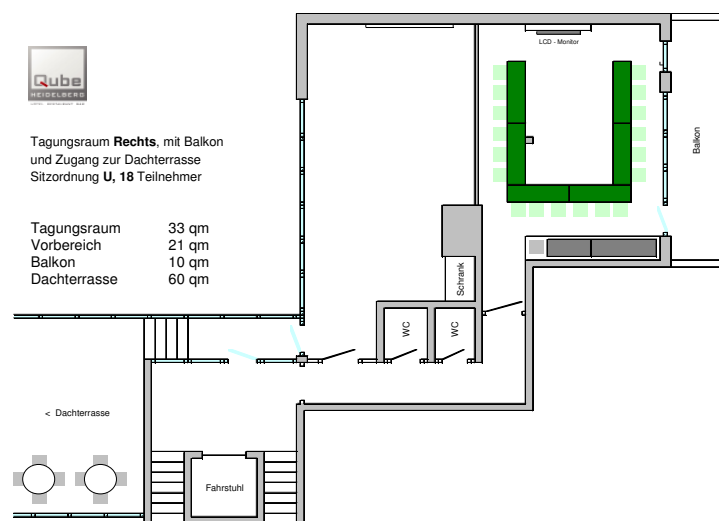 Qube
HEIDELBERG
Tagungsraum Rechts, mit Balkon
und Zugang zur Dachterrasse
Sitzordnung U, 18 Teilnehmer
Tagungsraum 33 qm
Vorbereich 21 qm
Balkon 10 qm
Dachterrasse 60 qm
LCD - Monitor
Balkon
Schrank
WC
WC
< Dachterrasse
Fahrstuhl